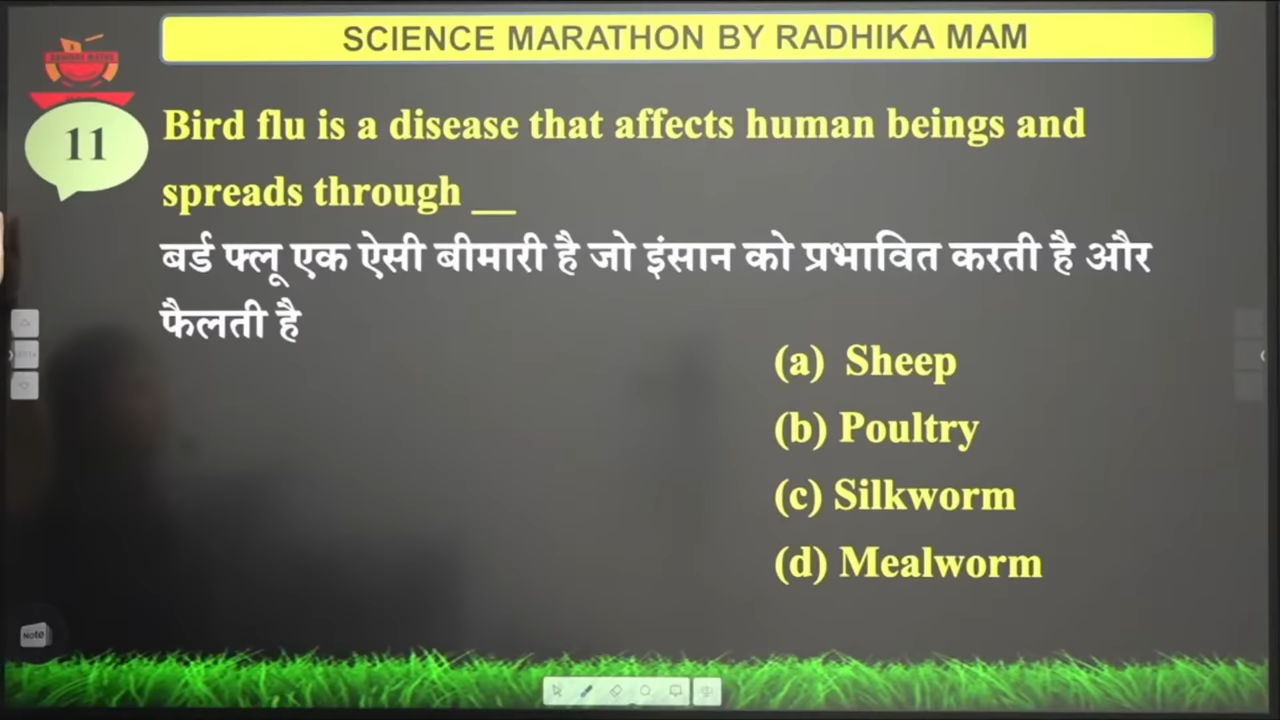 SCIENCE MARATHON BY RADHIKA MAM
11
Bird flu is a disease that affects human beings and
spreads through __
बर्ड फ्लू एक ऐसी बीमारी है जो इंसान को प्रभावित करती है और
फैलती है
(a) Sheep
(b) Poultry
(c) Silkworm
(d) Mealworm
Note